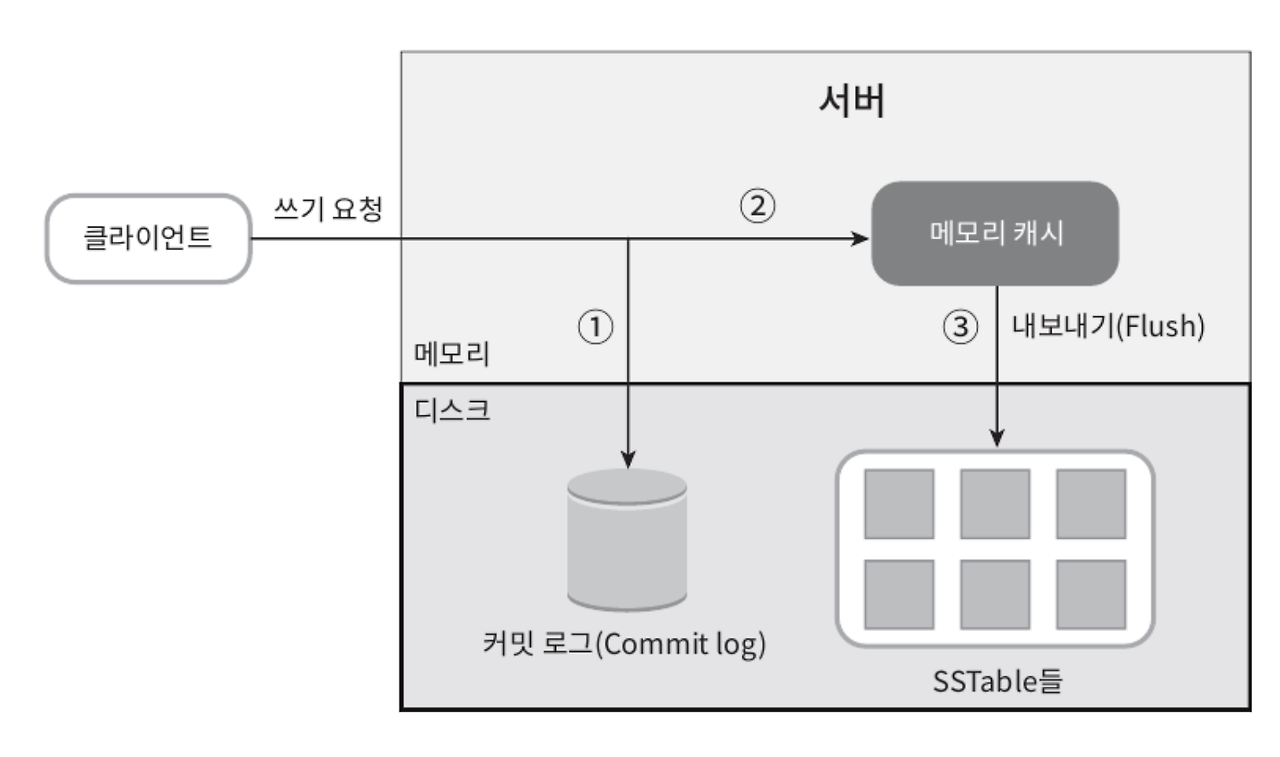 서버
클라이언트
쓰기 요청
②
메모리 캐시
①
③
내보내기(Flush)
메모리
디스크
커밋 로그(Commit log)
SSTable들